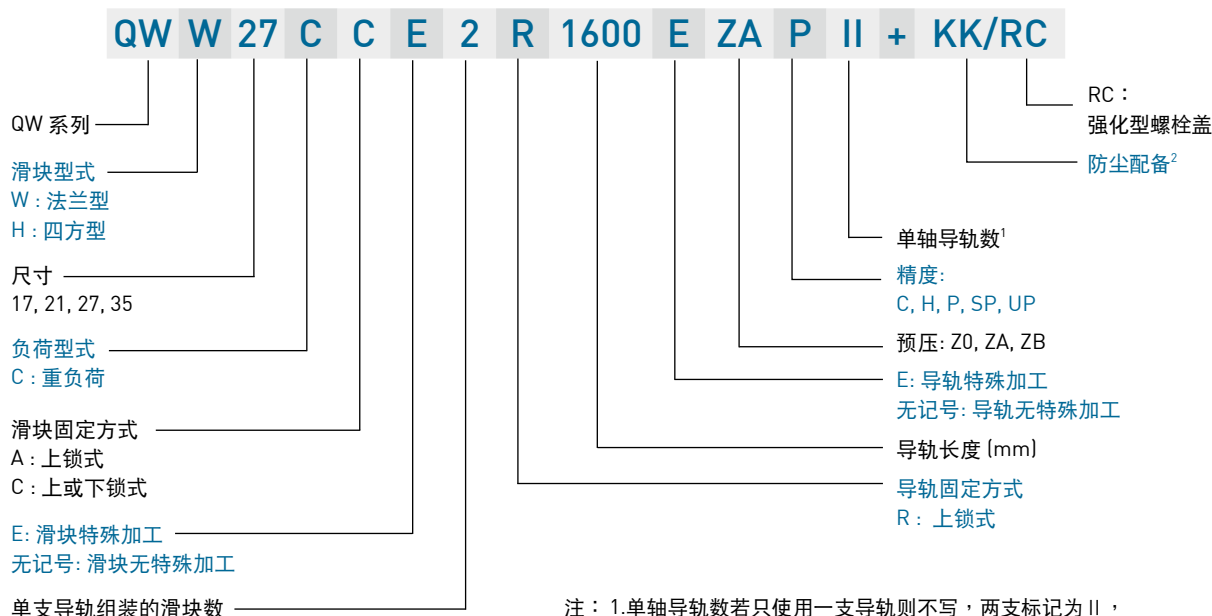 QW W 27 C C E 2 R 1600 E ZA P II + KK/RC
QW 系列
滑块型式
W : 法兰型
H : 四方型
尺寸
17, 21, 27, 35
负荷型式
C : 重负荷
滑块固定方式
A : 上锁式
C : 上或下锁式
E: 滑块特殊加工
无记号: 滑块无特殊加工
单支导轨组装的滑块数
RC：
强化型螺栓盖
防尘配备2
单轴导轨数1
精度:
C, H, P, SP, UP
预压: Z0, ZA, ZB
E: 导轨特殊加工
无记号: 导轨无特殊加工
导轨长度 (mm)
导轨固定方式
R : 上锁式
注： 1.单轴导轨数若只使用一支导轨则不写，两支标记为 II，